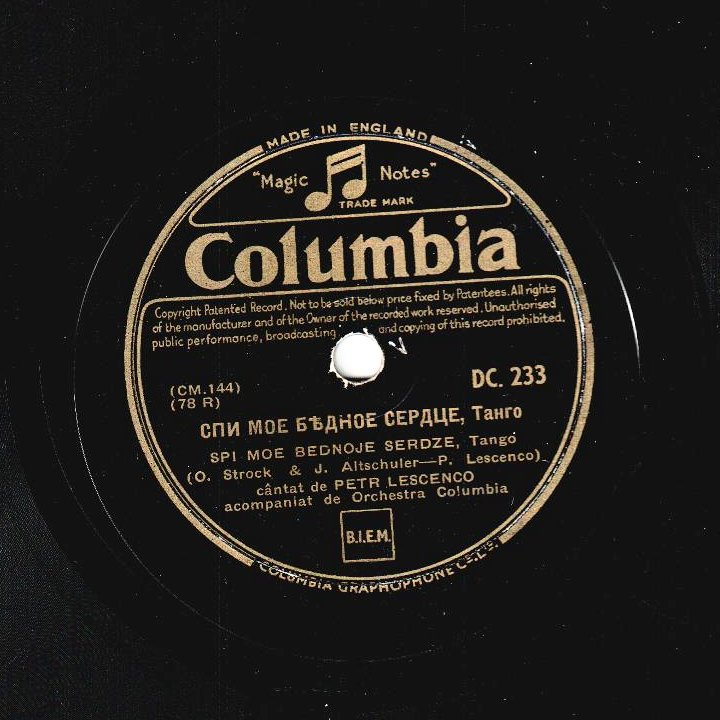 MADE IN ENGLAND
"Magic Notes"
TRADE MARK
Columbia
Copyright Patented Record. Not to be sold below price fixed by Patentees. All rights
of the manufacturer and of the Owner of the recorded work reserved. Unauthorised
public performance, broadcasting and copying of this record prohibited.
(CM.144)
(78 R)
DC. 233
СПИ МОЕ БѢДНОЕ СЕРДЦЕ, Танго
SPI MOE BEDNOJE SERDZE, Tango
(O. Strock & J. Altschuler—P. Lescenco)
cântat de PETR LESCENCO
acompaniat de Orchestra Columbia
B.I.E.M.
COLUMBIA GRAPHOPHONE Co. LTD.